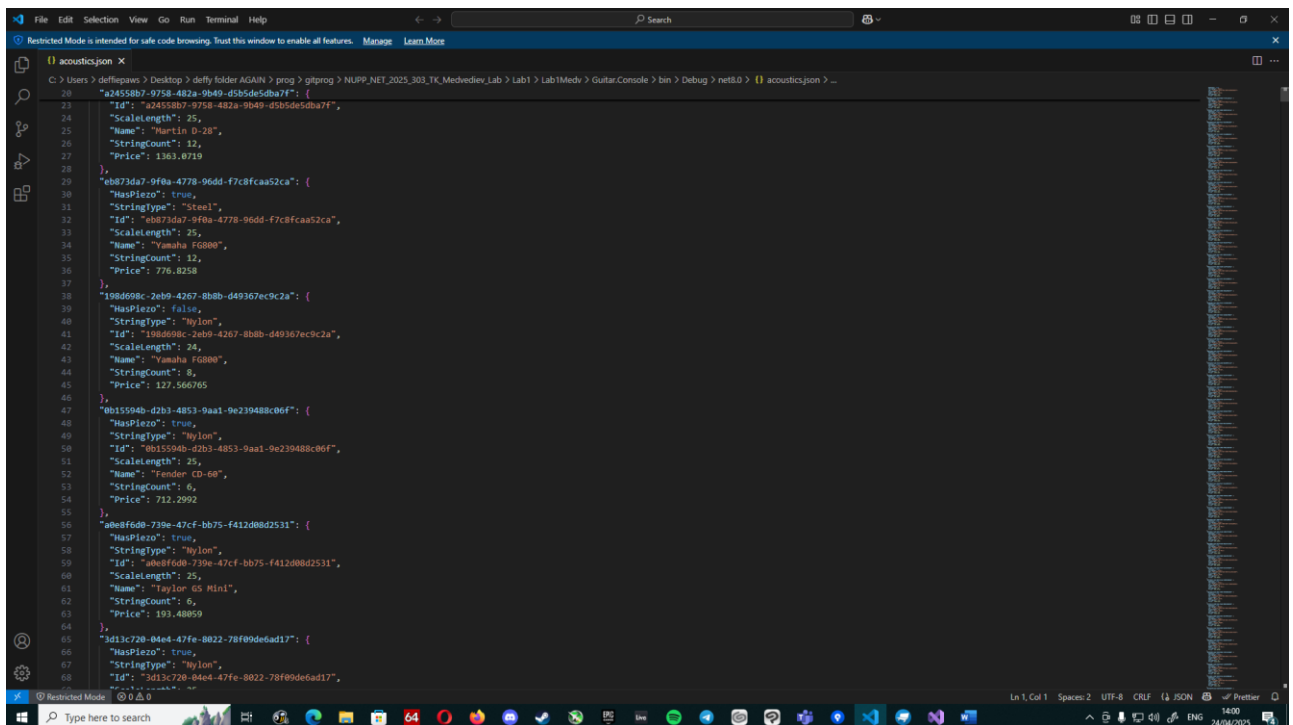 File Edit Selection View Go Run Terminal Help
Search
Restricted Mode is intended for safe code browsing. Trust this window to enable all features. Manage Learn More
{} acoustics.json
C: > Users > deffiepaws > Desktop > deffy folder AGAIN > prog > gitprog > NUPP_NET_2025_303_TK_Medvediev_Lab > Lab1 > Lab1Medv > Guitar.Console > bin > Debug > net8.0 > {} acoustics.json > ...
20 "a24558b7-9758-482a-9b49-d5b5de5dba7f": {
23 "Id": "a24558b7-9758-482a-9b49-d5b5de5dba7f",
24 "ScaleLength": 25,
25 "Name": "Martin D-28",
26 "StringCount": 12,
27 "Price": 1363.0719
28 },
29 "eb873da7-9f0a-4778-96dd-f7c8fcaa52ca": {
30 "HasPiezo": true,
31 "StringType": "Steel",
32 "Id": "eb873da7-9f0a-4778-96dd-f7c8fcaa52ca",
33 "ScaleLength": 25,
34 "Name": "Yamaha FG800",
35 "StringCount": 12,
36 "Price": 776.8258
37 },
38 "198d698c-2eb9-4267-8b8b-d49367ec9c2a": {
39 "HasPiezo": false,
40 "StringType": "Nylon",
41 "Id": "198d698c-2eb9-4267-8b8b-d49367ec9c2a",
42 "ScaleLength": 24,
43 "Name": "Yamaha FG800",
44 "StringCount": 8,
45 "Price": 127.566765
46 },
47 "0b15594b-d2b3-4853-9aa1-9e239488c06f": {
48 "HasPiezo": true,
49 "StringType": "Nylon",
50 "Id": "0b15594b-d2b3-4853-9aa1-9e239488c06f",
51 "ScaleLength": 25,
52 "Name": "Fender CD-60",
53 "StringCount": 6,
54 "Price": 712.2992
55 },
56 "a0e8f6d0-739e-47cf-bb75-f412d08d2531": {
57 "HasPiezo": true,
58 "StringType": "Nylon",
59 "Id": "a0e8f6d0-739e-47cf-bb75-f412d08d2531",
60 "ScaleLength": 25,
61 "Name": "Taylor GS Mini",
62 "StringCount": 6,
63 "Price": 193.48059
64 },
65 "3d13c720-04e4-47fe-8022-78f09de6ad17": {
66 "HasPiezo": true,
67 "StringType": "Nylon",
68 "Id": "3d13c720-04e4-47fe-8022-78f09de6ad17",
Restricted Mode 0 0 Ln 1, Col 1 Spaces: 2 UTF-8 CRLF JSON Prettier
Type here to search 64 EPIC Live ENG 14:00
24/04/2025